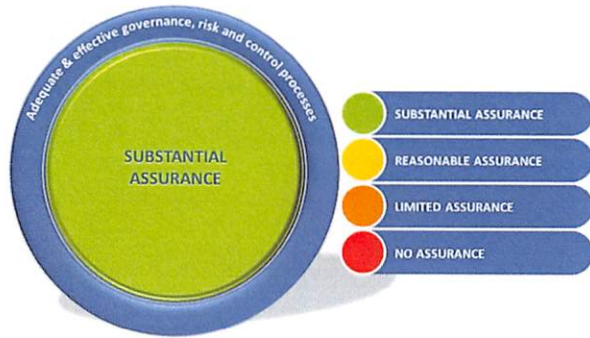 Adequate & effective governance, risk and control processes
SUBSTANTIAL
ASSURANCE
SUBSTANTIAL ASSURANCE
REASONABLE ASSURANCE
LIMITED ASSURANCE
NO ASSURANCE